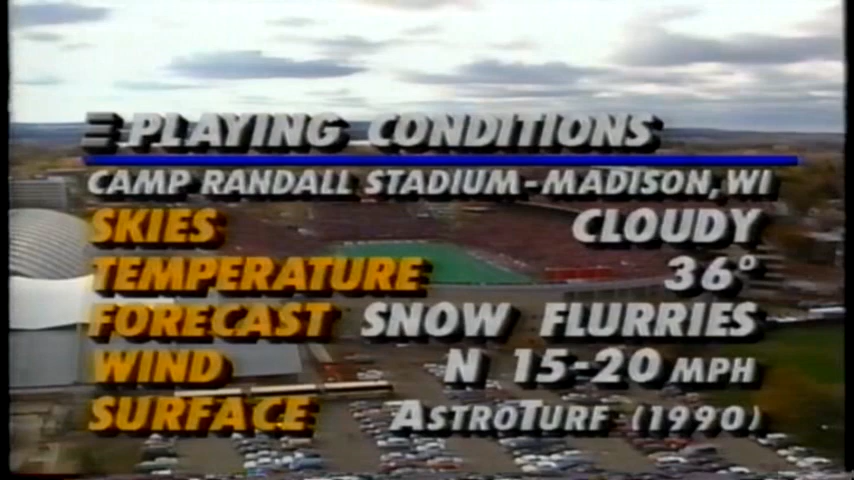 PLAYING CONDITIONS
CAMP RANDALL STADIUM-MADISON, WI
SKIES CLOUDY
TEMPERATURE 36°
FORECAST SNOW FLURRIES
WIND N 15-20 MPH
SURFACE ASTROTURF (1990)